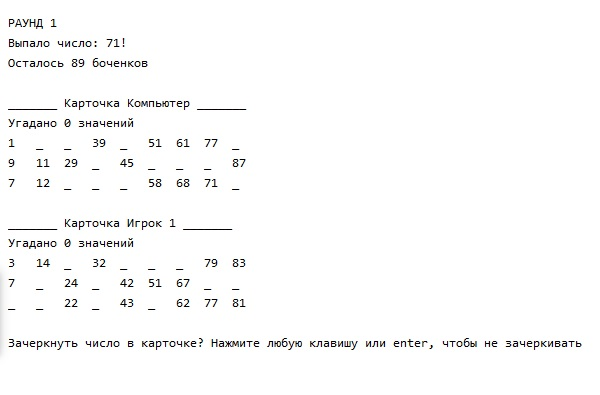 РАУНД 1
Выпало число: 71!
Осталось 89 боченков
_______ Карточка Компьютер _______
Угадано 0 значений
1 _ _ 39 _ 51 61 77 _
9 11 29 _ 45 _ _ _ 87
7 12 _ _ _ 58 68 71 _
_______ Карточка Игрок 1 _______
Угадано 0 значений
3 14 _ 32 _ _ _ 79 83
7 _ 24 _ 42 51 67 _ _
_ _ 22 _ 43 _ 62 77 81
Зачеркнуть число в карточке? Нажмите любую клавишу или enter, чтобы не зачеркивать